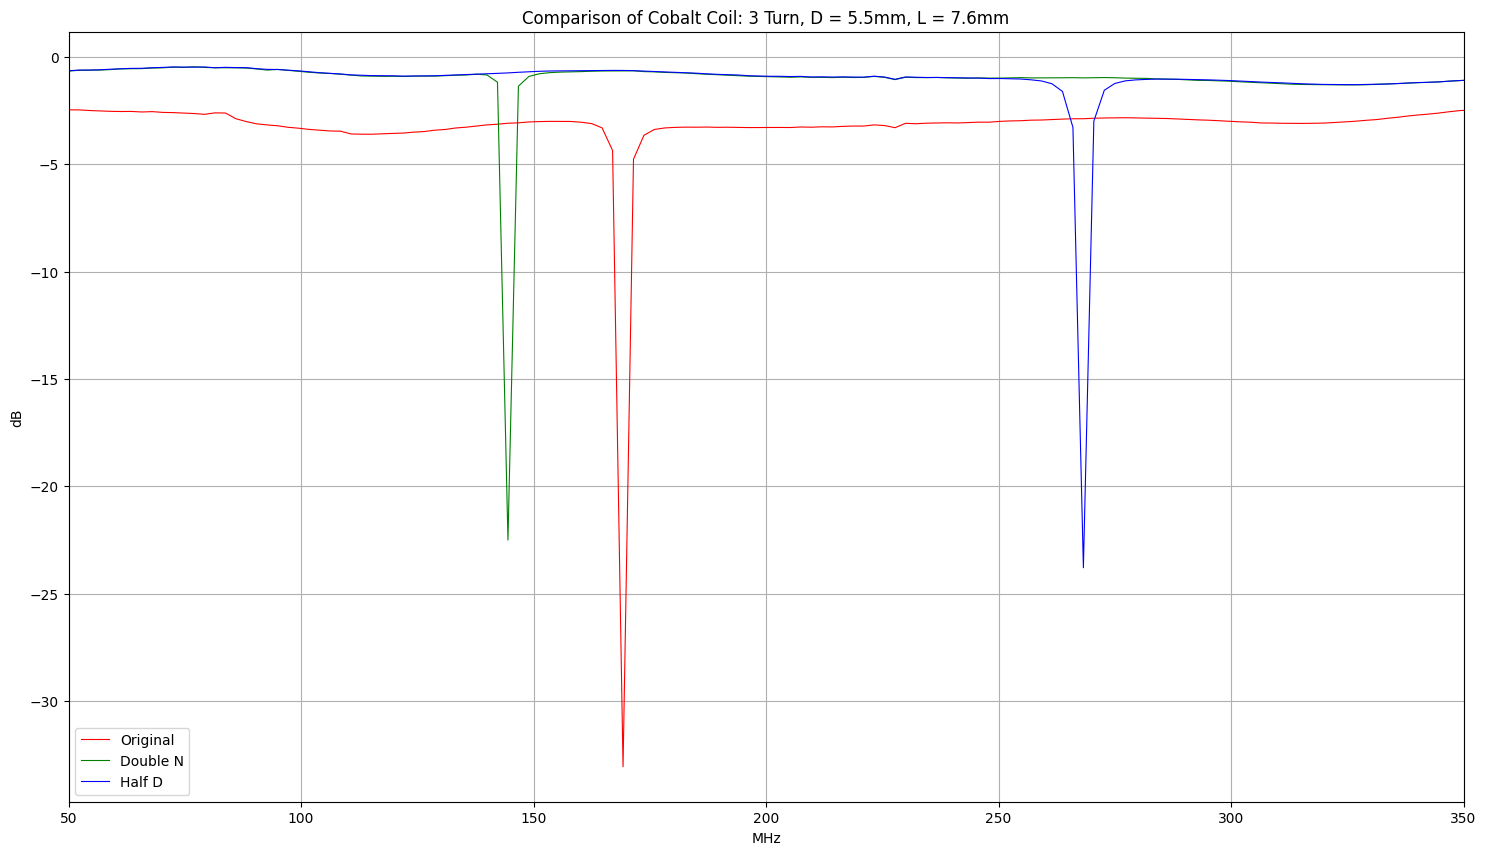 Comparison of Cobalt Coil: 3 Turn, D = 5.5mm, L = 7.6mm
0
−5
−10
−15
−20
−25
−30
dB
Original
Double N
Half D
50
100
150
200
250
300
350
MHz